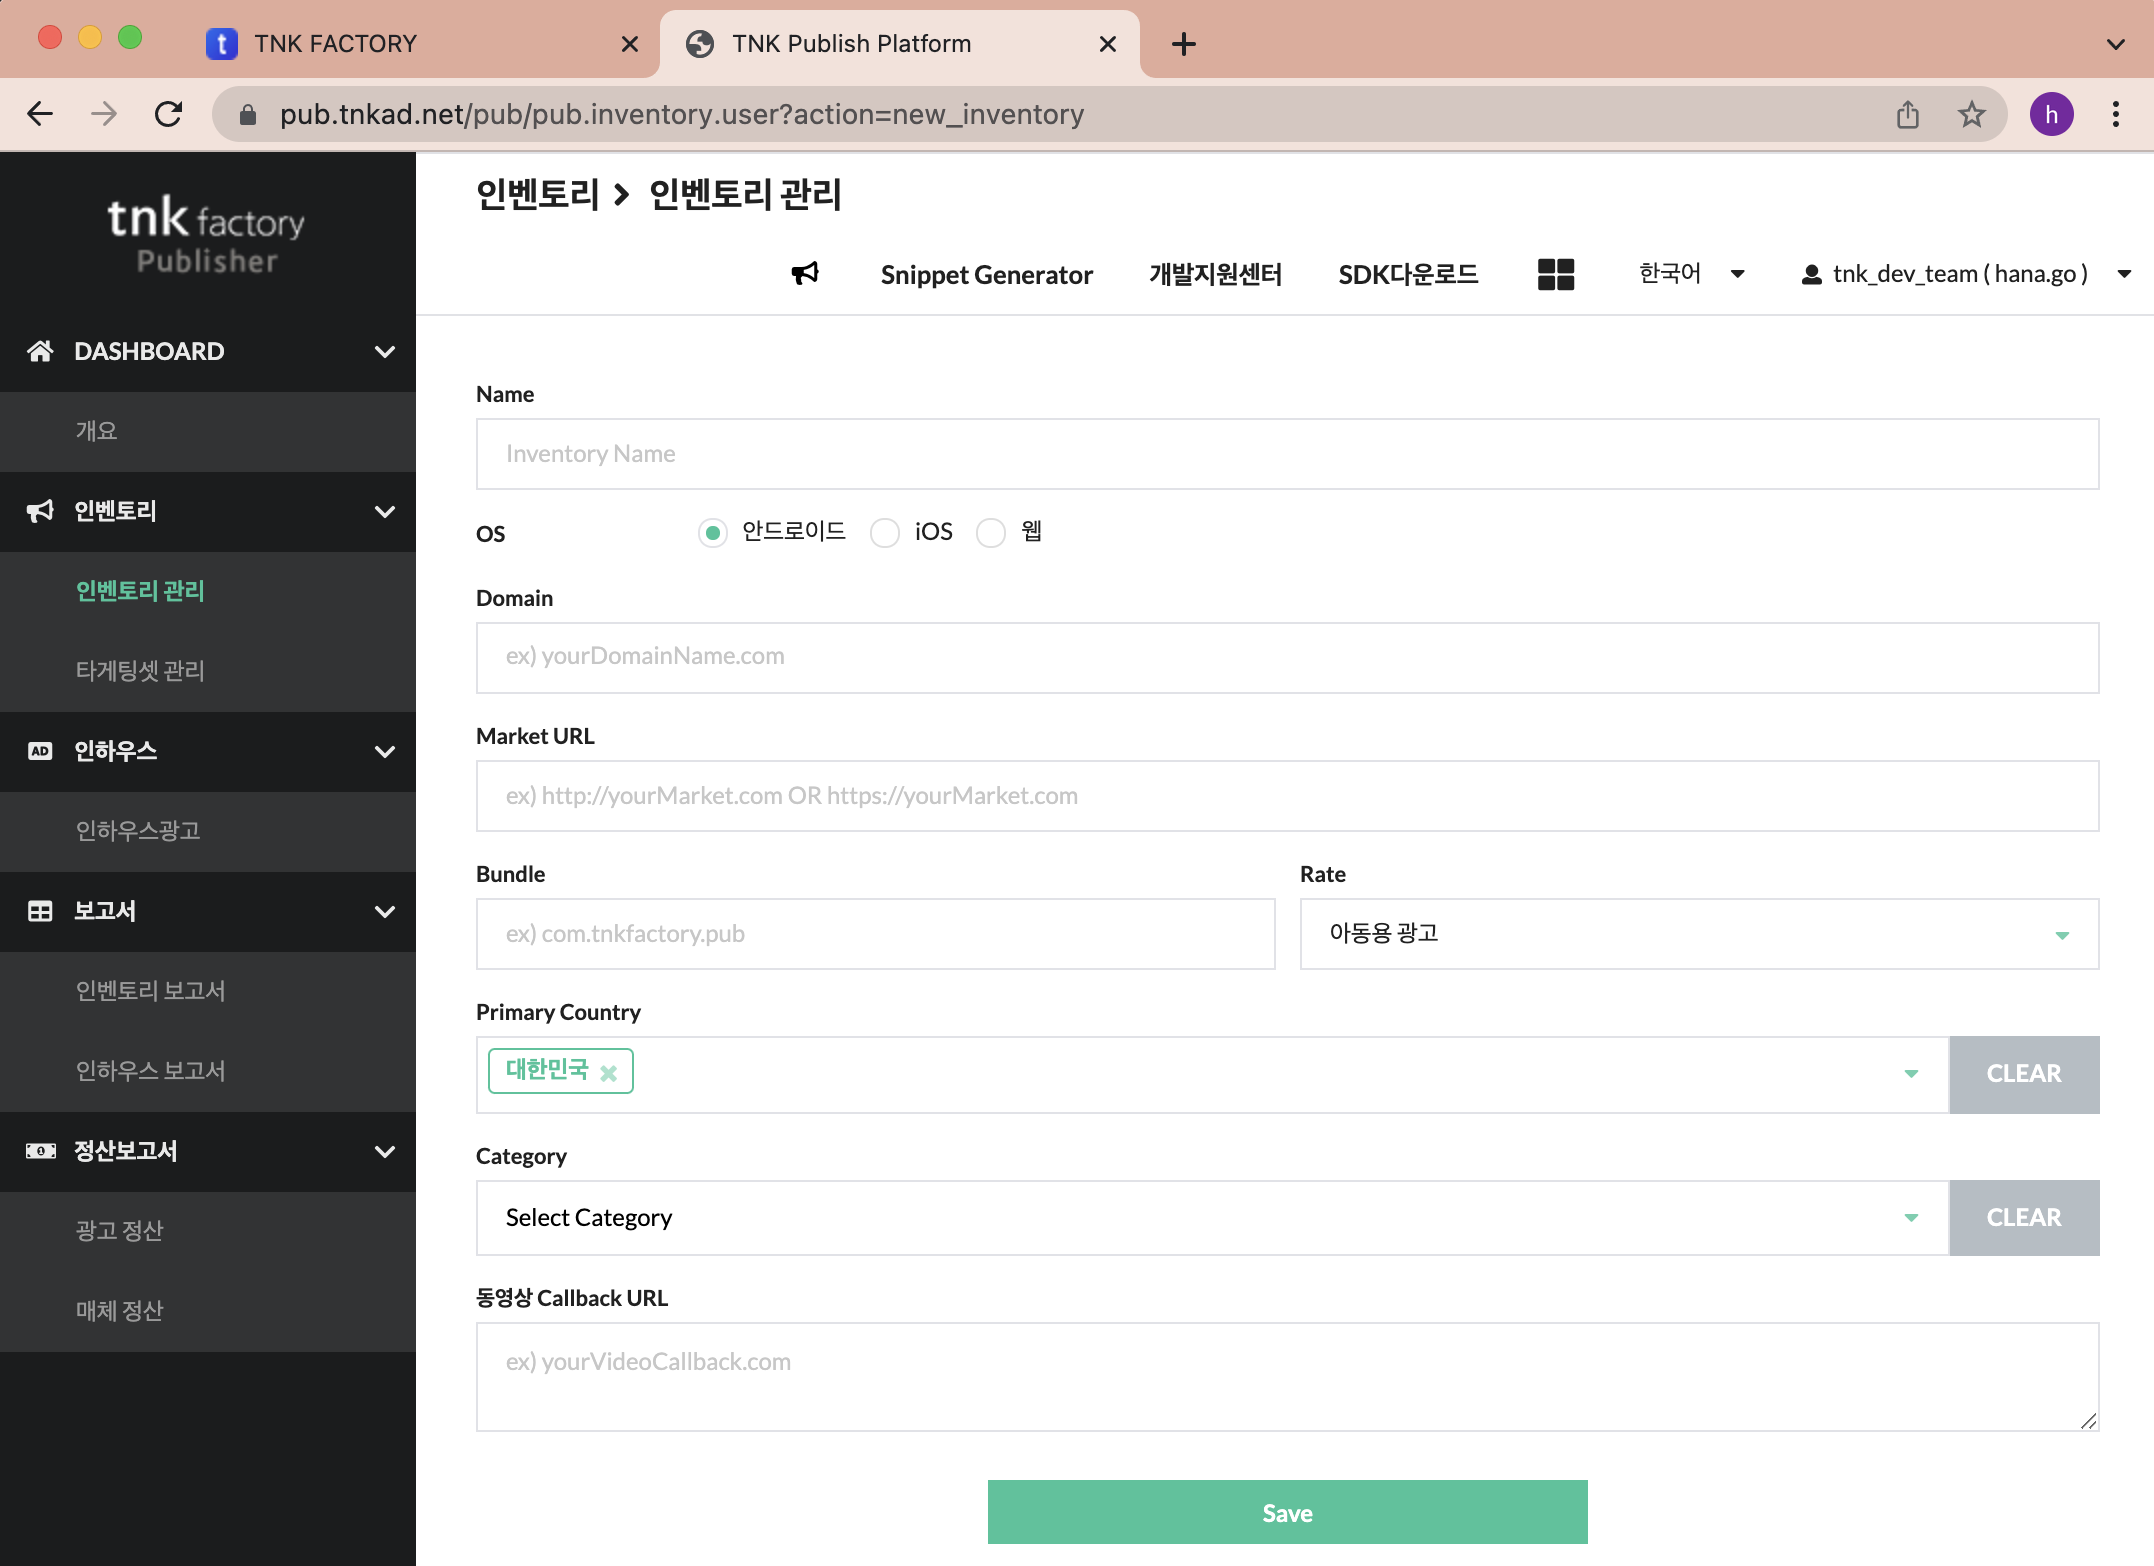 TNK FACTORY
TNK Publish Platform
pub.tnkad.net/pub/pub.inventory.user?action=new_inventory
h
tnk factory
Publisher
DASHBOARD
개요
인벤토리
인벤토리 관리
타게팅셋 관리
AD 인하우스
인하우스광고
보고서
인벤토리 보고서
인하우스 보고서
정산보고서
광고 정산
매체 정산
인벤토리 > 인벤토리 관리
Snippet Generator 개발지원센터 SDK다운로드 한국어 tnk_dev_team ( hana.go )
Name
Inventory Name
OS 안드로이드 iOS 웹
Domain
ex) yourDomainName.com
Market URL
ex) http://yourMarket.com OR https://yourMarket.com
Bundle Rate
ex) com.tnkfactory.pub 아동용 광고
Primary Country
대한민국 CLEAR
Category
Select Category CLEAR
동영상 Callback URL
ex) yourVideoCallback.com
Save